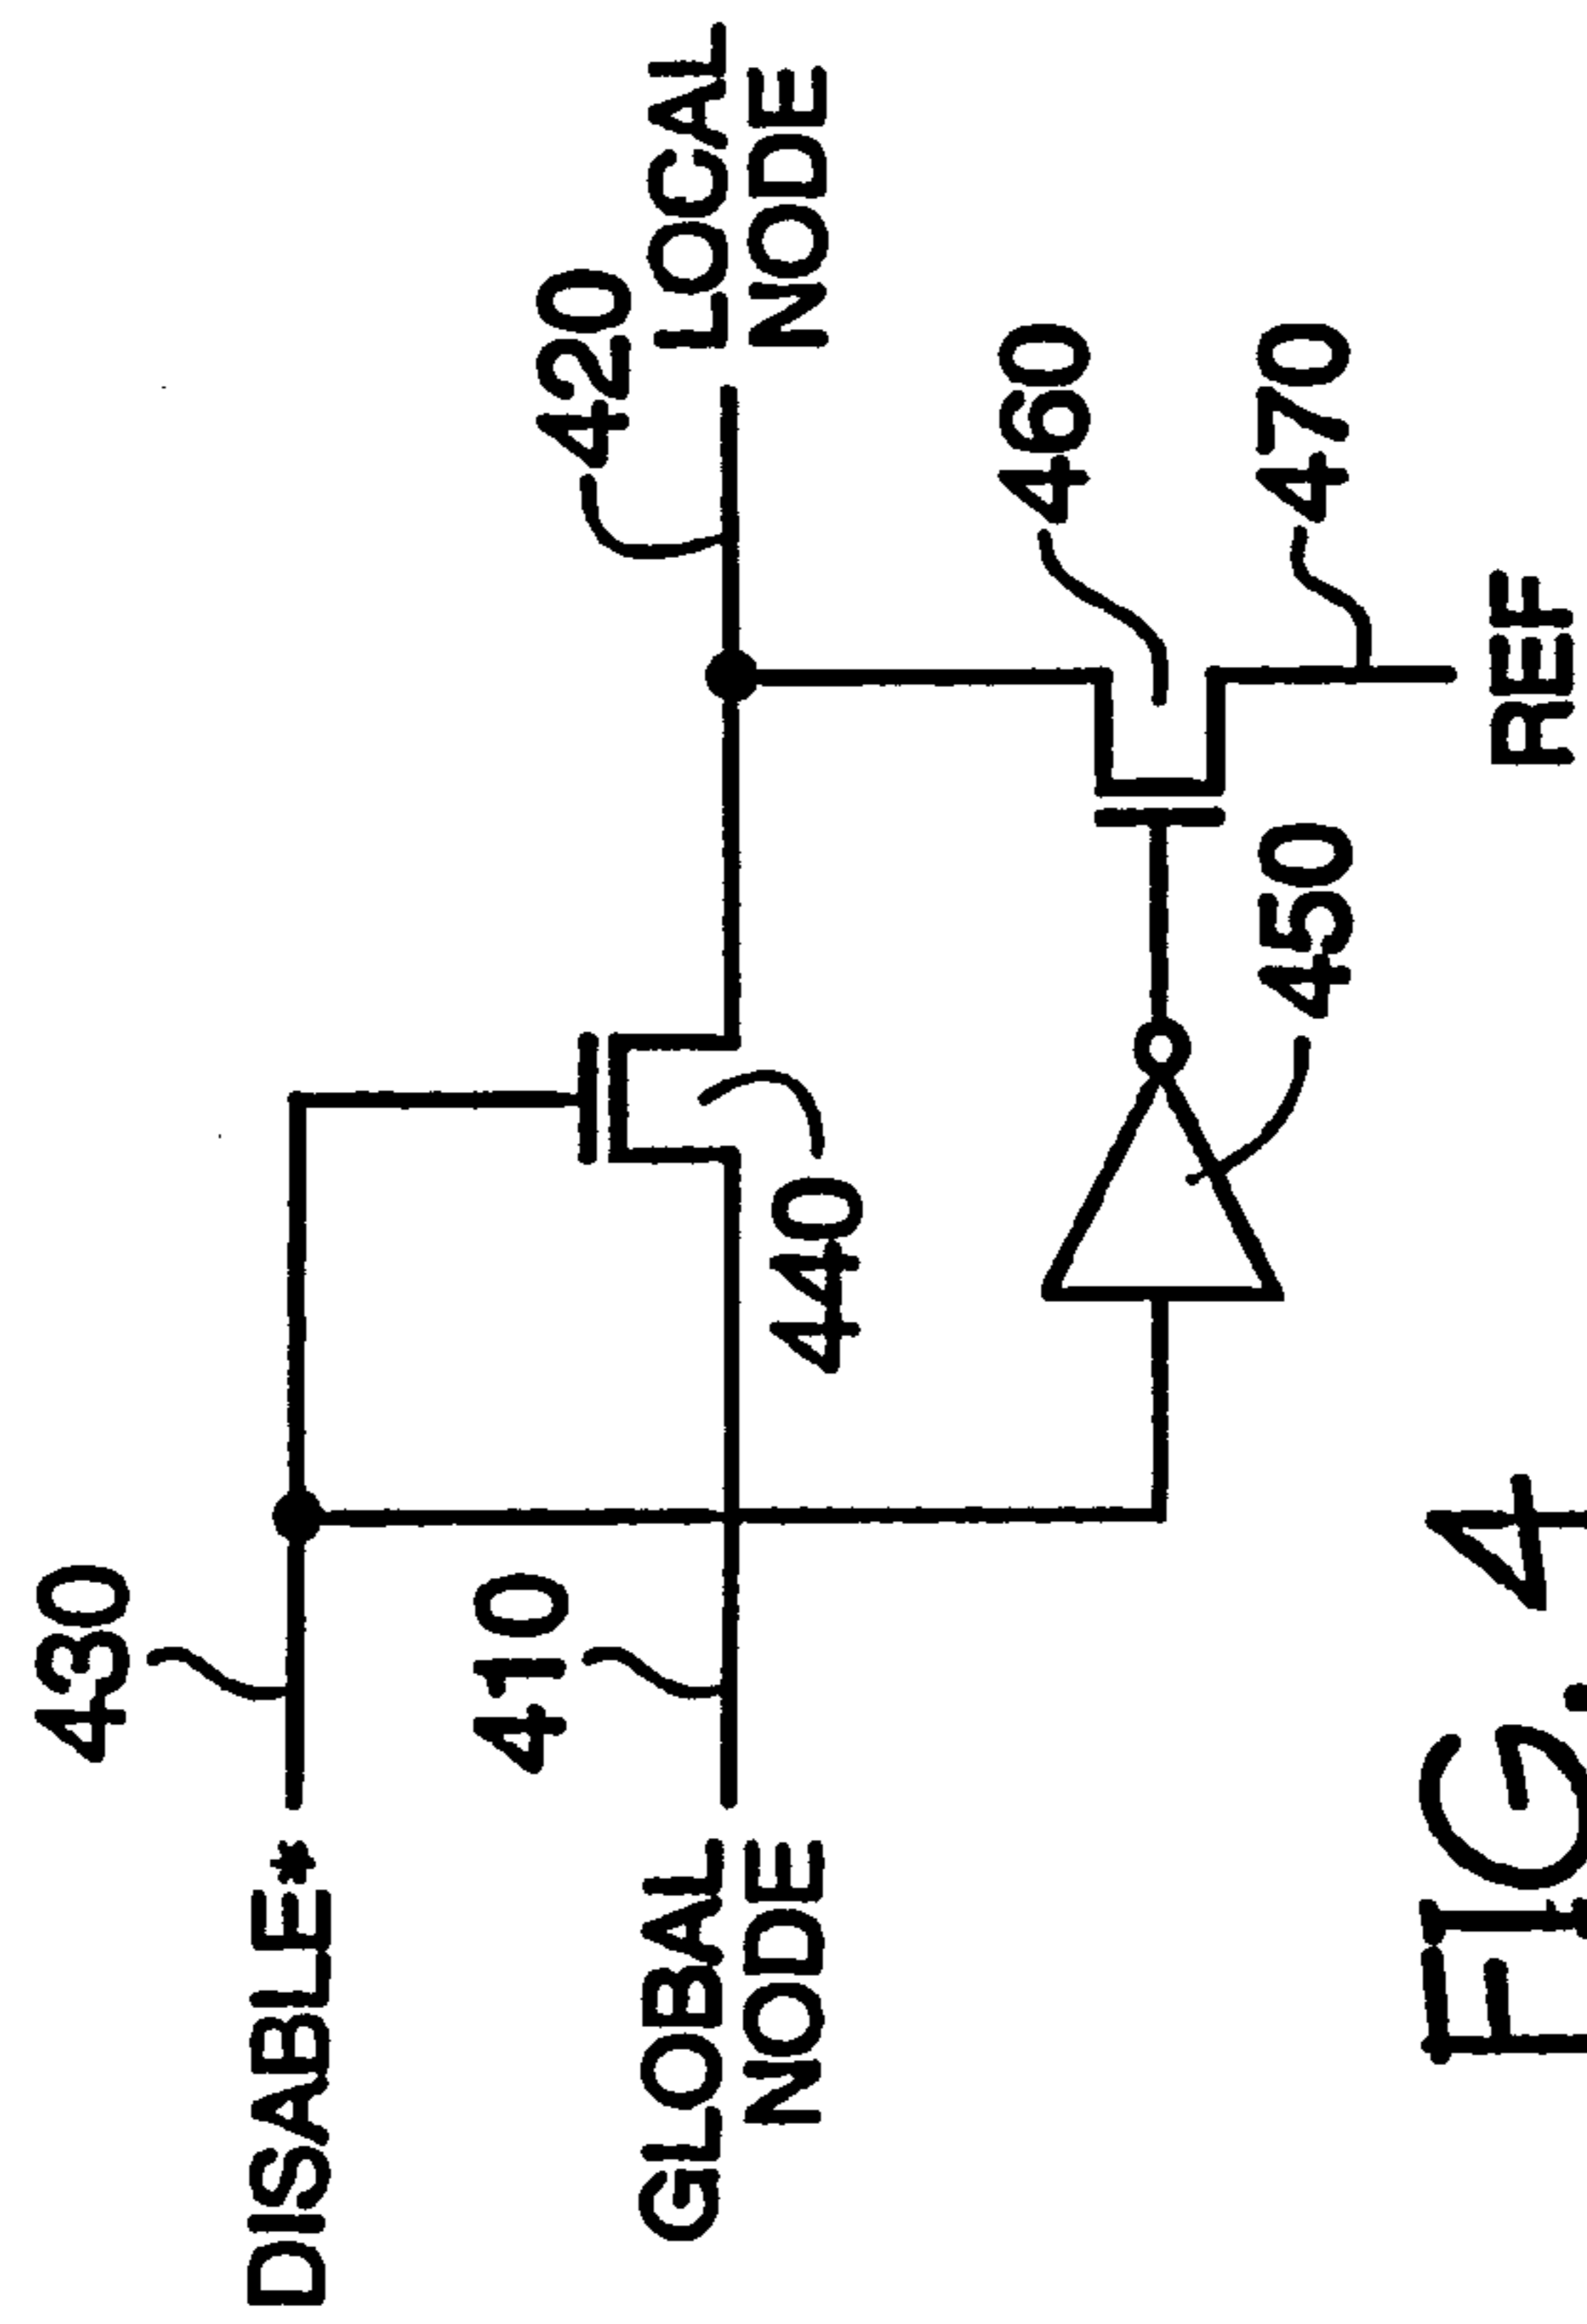 430
DISABLE*
410
GLOBAL
NODE
440
420
LOCAL
NODE
460
450
470
REF
FIG. 4